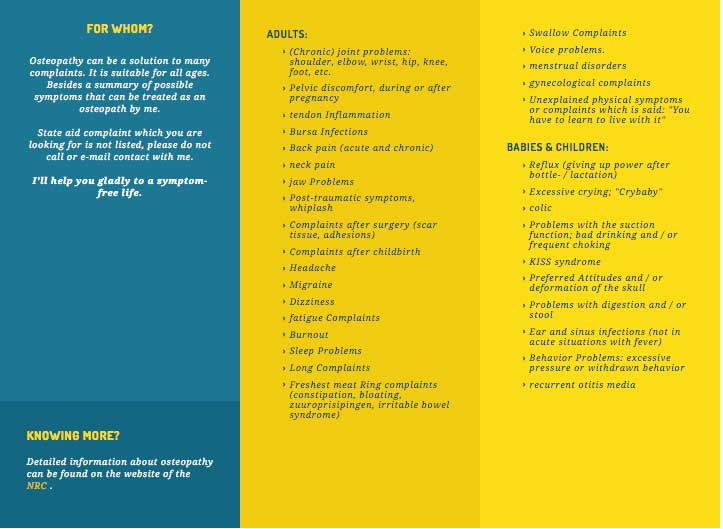 FOR WHOM?
Osteopathy can be a solution to many
complaints. It is suitable for all ages.
Besides a summary of possible
symptoms that can be treated as an
osteopath by me.
State aid complaint which you are
looking for is not listed, please do not
call or e-mail contact with me.
I'll help you gladly to a symptom-
free life.
KNOWING MORE?
Detailed information about osteopathy
can be found on the website of the
NRC .
ADULTS:
› (Chronic) joint problems:
shoulder, elbow, wrist, hip, knee,
foot, etc.
› Pelvic discomfort, during or after
pregnancy
› tendon Inflammation
› Bursa Infections
› Back pain (acute and chronic)
› neck pain
› jaw Problems
› Post-traumatic symptoms,
whiplash
› Complaints after surgery (scar
tissue, adhesions)
› Complaints after childbirth
› Headache
› Migraine
› Dizziness
› fatigue Complaints
› Burnout
› Sleep Problems
› Long Complaints
› Freshest meat Ring complaints
(constipation, bloating,
zuuroprisipingen, irritable bowel
syndrome)
› Swallow Complaints
› Voice problems.
› menstrual disorders
› gynecological complaints
› Unexplained physical symptoms
or complaints which is said: "You
have to learn to live with it"
BABIES & CHILDREN:
› Reflux (giving up power after
bottle- / lactation)
› Excessive crying; "Crybaby"
› colic
› Problems with the suction
function; bad drinking and / or
frequent choking
› KISS syndrome
› Preferred Attitudes and / or
deformation of the skull
› Problems with digestion and / or
stool
› Ear and sinus infections (not in
acute situations with fever)
› Behavior Problems: excessive
pressure or withdrawn behavior
› recurrent otitis media